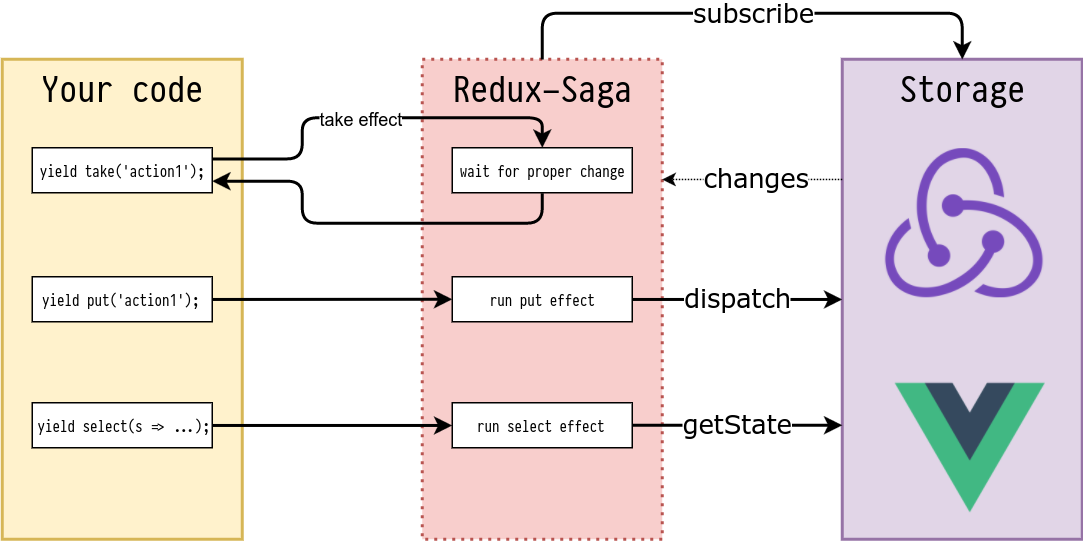 subscribe
Your code
Redux-Saga
Storage
take effect
yield take('action1');
wait for proper change
changes
yield put('action1');
run put effect
dispatch
yield select(s => ...);
run select effect
getState